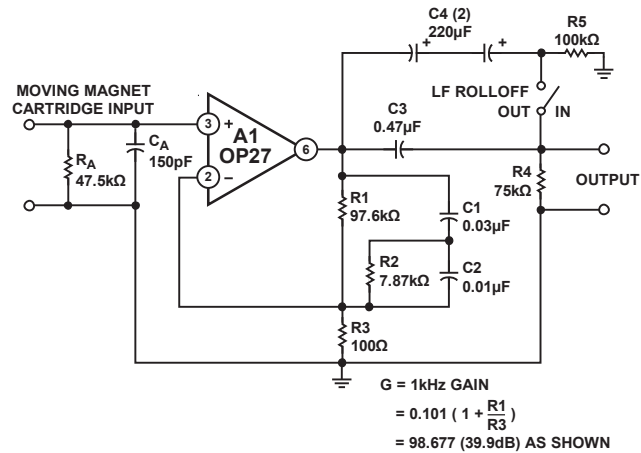 C4 (2)
220µF
+
+
R5
100kΩ
MOVING MAGNET
CARTRIDGE INPUT
LF ROLLOFF
OUT
IN
C3
0.47µF
3
+
A1
OP27
6
2
–
RA
47.5kΩ
CA
150pF
R4
75kΩ
OUTPUT
R1
97.6kΩ
C1
0.03µF
R2
7.87kΩ
C2
0.01µF
R3
100Ω
G = 1kHz GAIN
= 0.101 ( 1 + R1/R3 )
= 98.677 (39.9dB) AS SHOWN